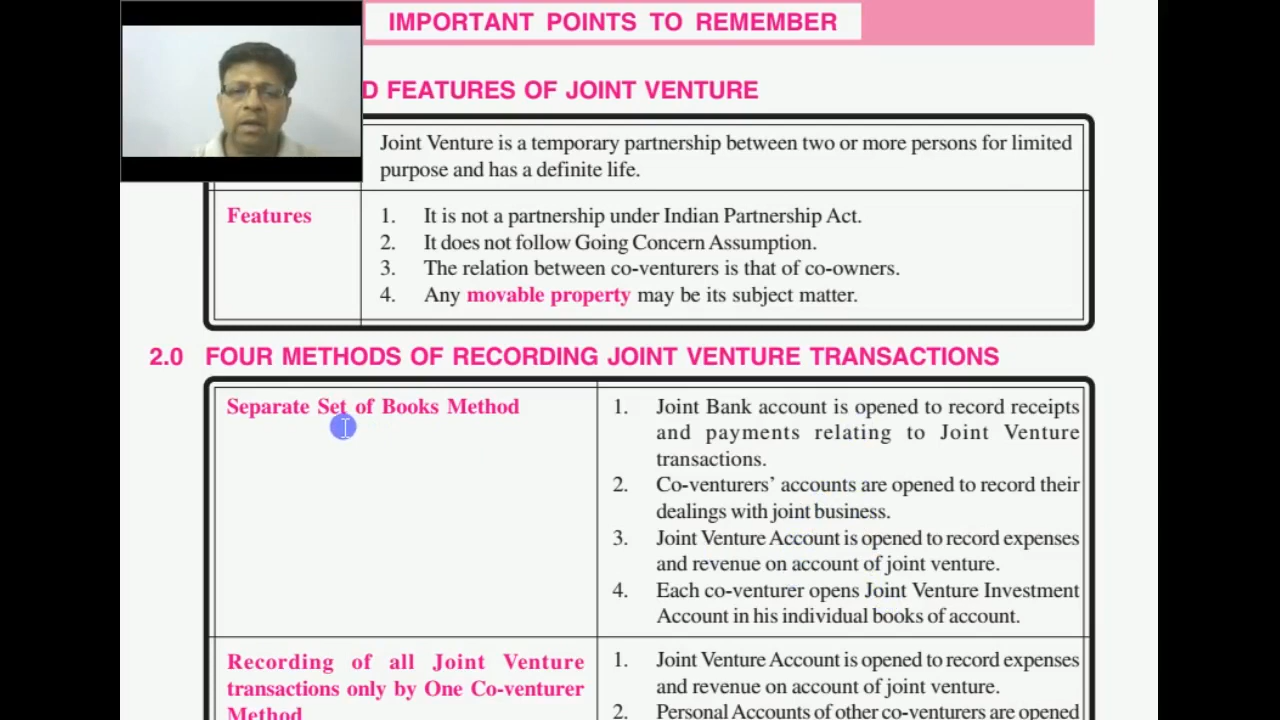 IMPORTANT POINTS TO REMEMBER
D FEATURES OF JOINT VENTURE
Joint Venture is a temporary partnership between two or more persons for limited
purpose and has a definite life.
Features
1. It is not a partnership under Indian Partnership Act.
2. It does not follow Going Concern Assumption.
3. The relation between co-venturers is that of co-owners.
4. Any movable property may be its subject matter.
2.0 FOUR METHODS OF RECORDING JOINT VENTURE TRANSACTIONS
Separate Set of Books Method
1. Joint Bank account is opened to record receipts
and payments relating to Joint Venture
transactions.
2. Co-venturers’ accounts are opened to record their
dealings with joint business.
3. Joint Venture Account is opened to record expenses
and revenue on account of joint venture.
4. Each co-venturer opens Joint Venture Investment
Account in his individual books of account.
Recording of all Joint Venture
transactions only by One Co-venturer
Method
1. Joint Venture Account is opened to record expenses
and revenue on account of joint venture.
2. Personal Accounts of other co-venturers are opened